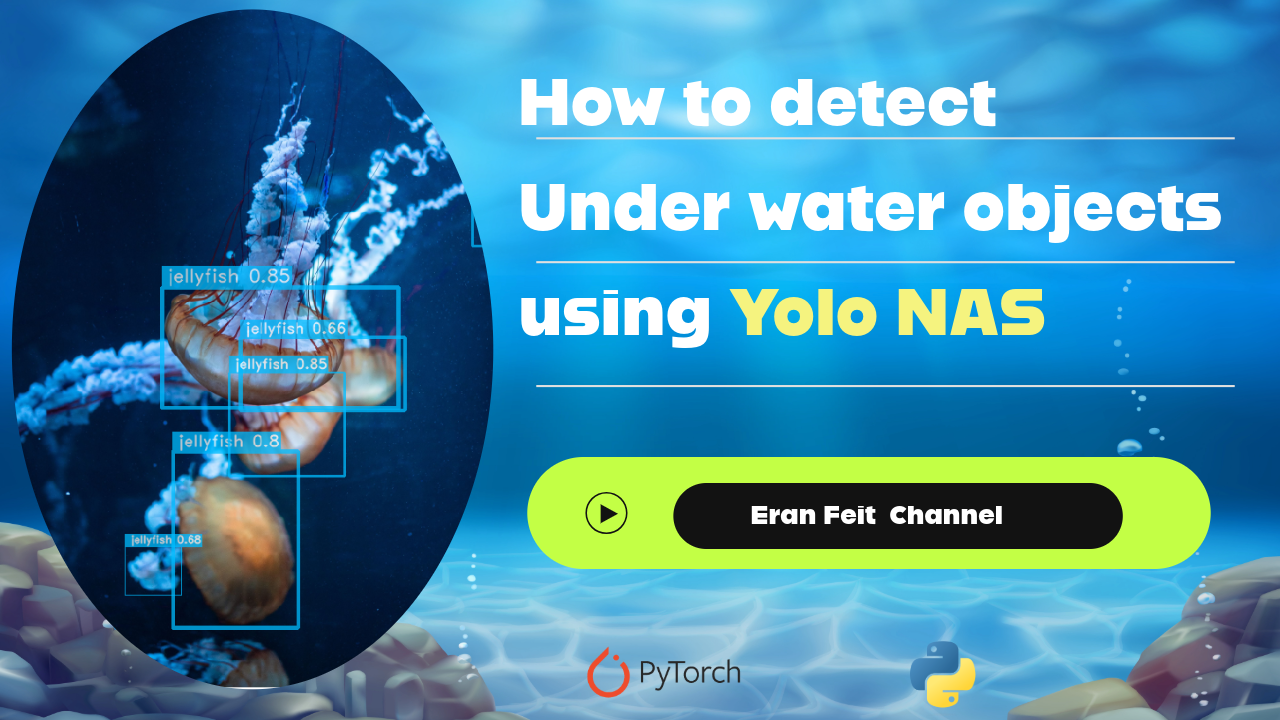 How to detect
Under water objects
using Yolo NAS
jellyfish 0.85
jellyfish 0.66
jellyfish 0.85
jellyfish 0.8
jellyfish 0.68
Eran Feit Channel
PyTorch